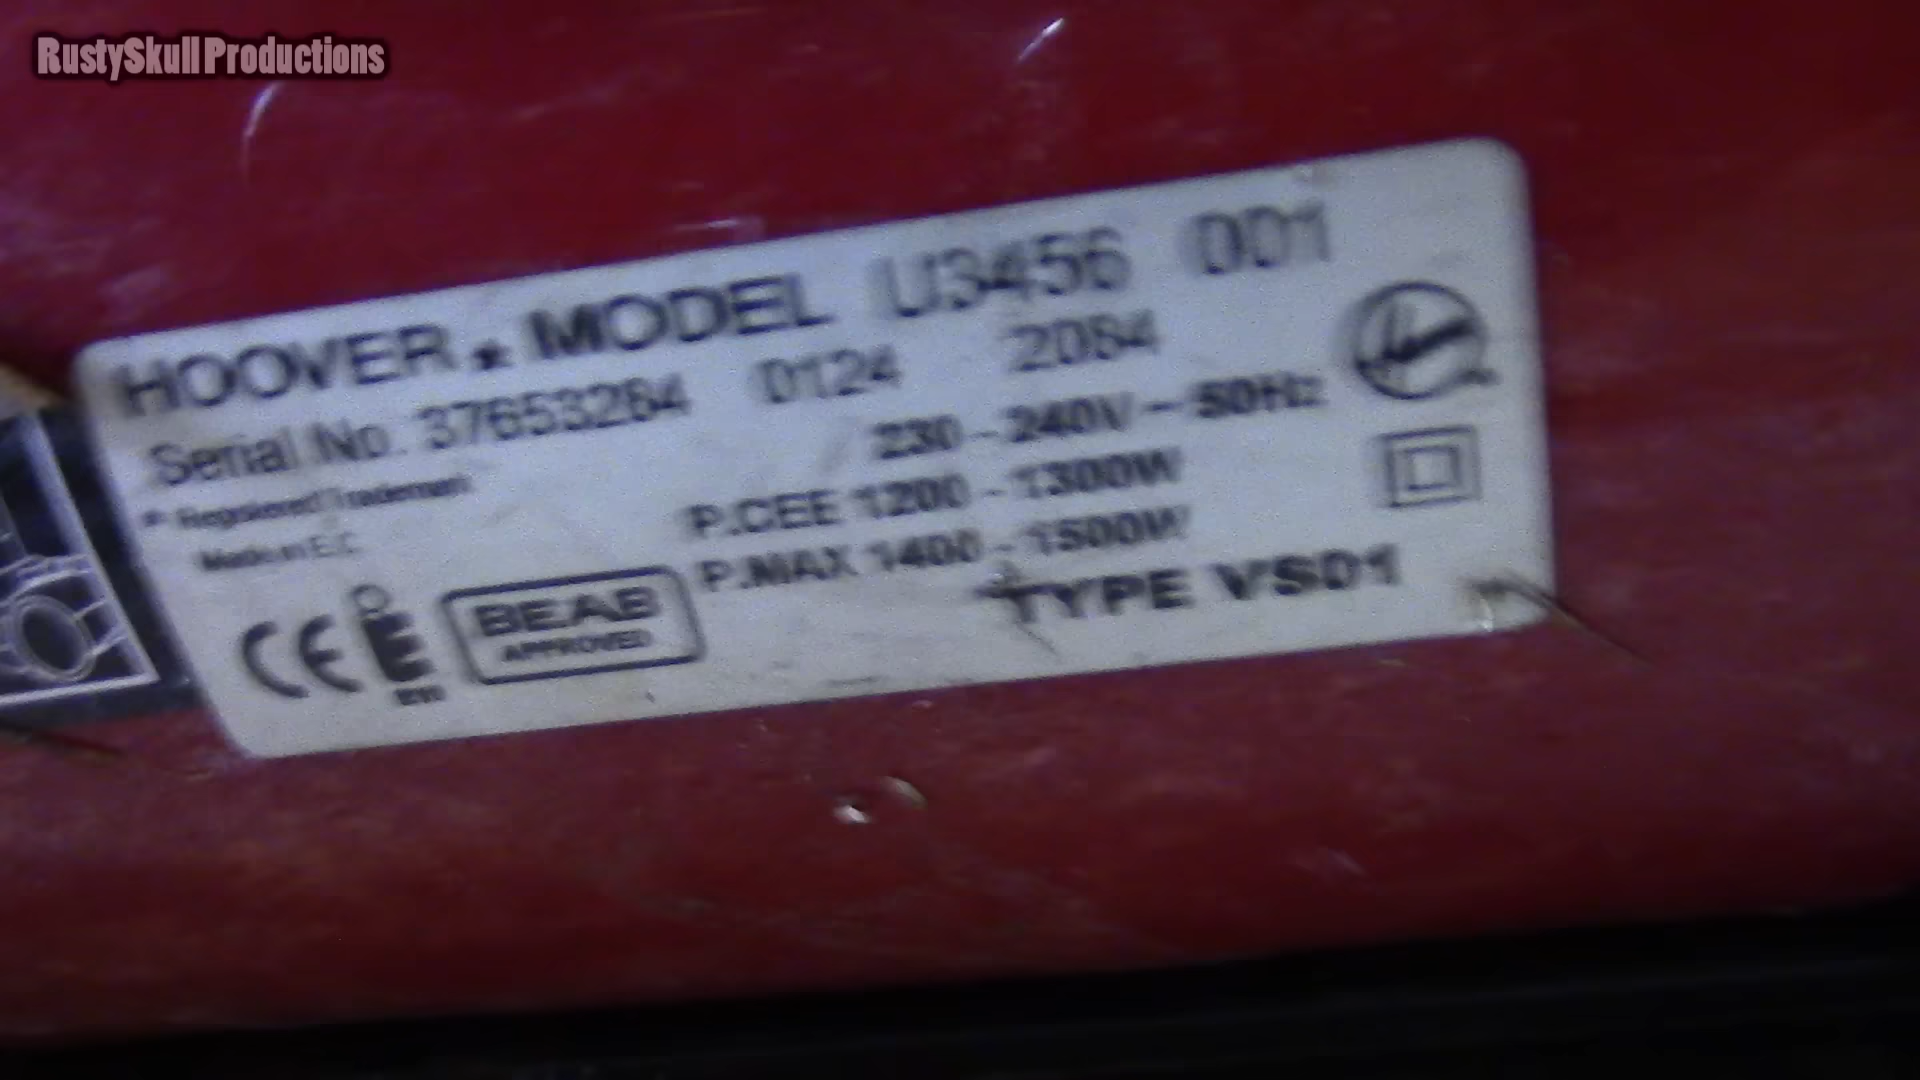 RustySkull Productions
HOOVER * MODEL U3456 001
Serial No. 37653284 0124 2084
* Registered Trademark
230 - 240V ~ 50Hz
Made in E.C
P.CEE 1200 - 1300W
P.MAX 1400 - 1500W
TYPE VS01
CE
BEAB
APPROVED